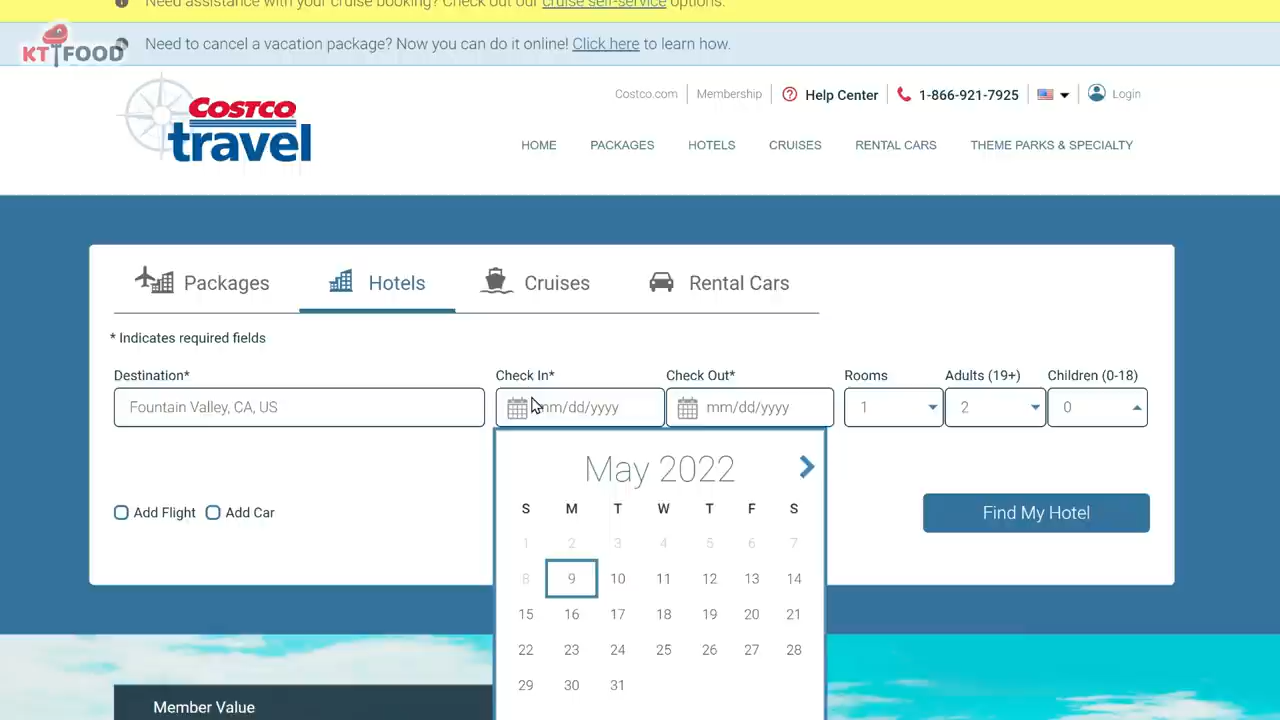 Need assistance with your cruise booking? Check out our cruise self-service options.
Need to cancel a vacation package? Now you can do it online! Click here to learn how.
KT FOOD
Costco.com Membership Help Center 1-866-921-7925 Login
COSTCO
travel
HOME PACKAGES HOTELS CRUISES RENTAL CARS THEME PARKS & SPECIALTY
Packages Hotels Cruises Rental Cars
* Indicates required fields
Destination* Check In* Check Out* Rooms Adults (19+) Children (0-18)
Fountain Valley, CA, US mm/dd/yyyy mm/dd/yyyy 1 2 0
May 2022
S M T W T F S
1 2 3 4 5 6 7
Add Flight Add Car Find My Hotel
8 9 10 11 12 13 14
15 16 17 18 19 20 21
22 23 24 25 26 27 28
29 30 31
Member Value